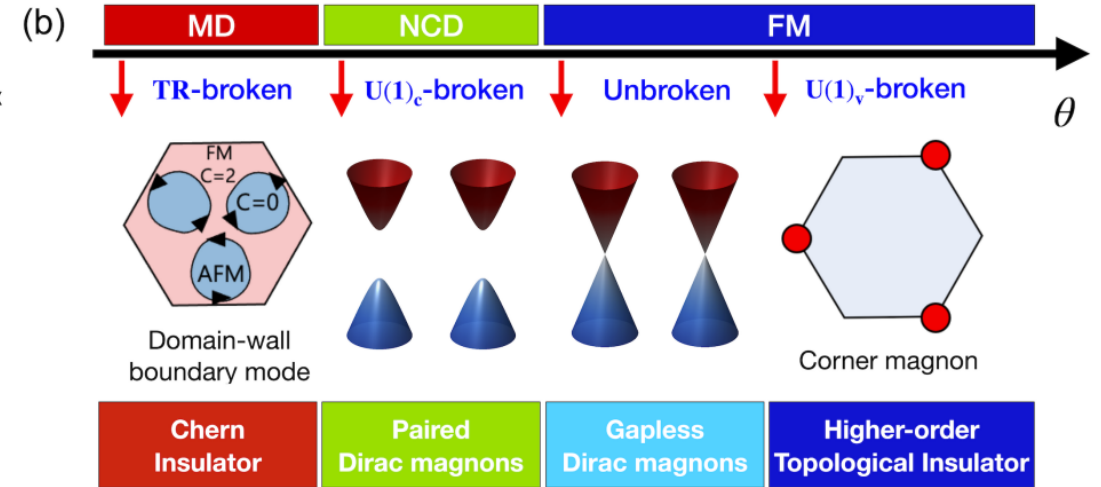 (b)
MD NCD FM
TR-broken U(1)c-broken Unbroken U(1)v-broken
θ
FM
C=2
C=0
AFM
Domain-wall
boundary mode
Corner magnon
Chern
Insulator
Paired
Dirac magnons
Gapless
Dirac magnons
Higher-order
Topological Insulator